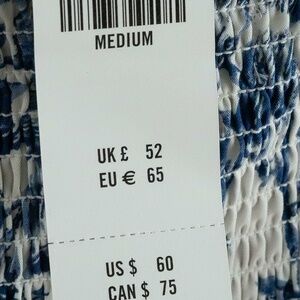 MEDIUM
UK £ 52
EU € 65
US $ 60
CAN $ 75